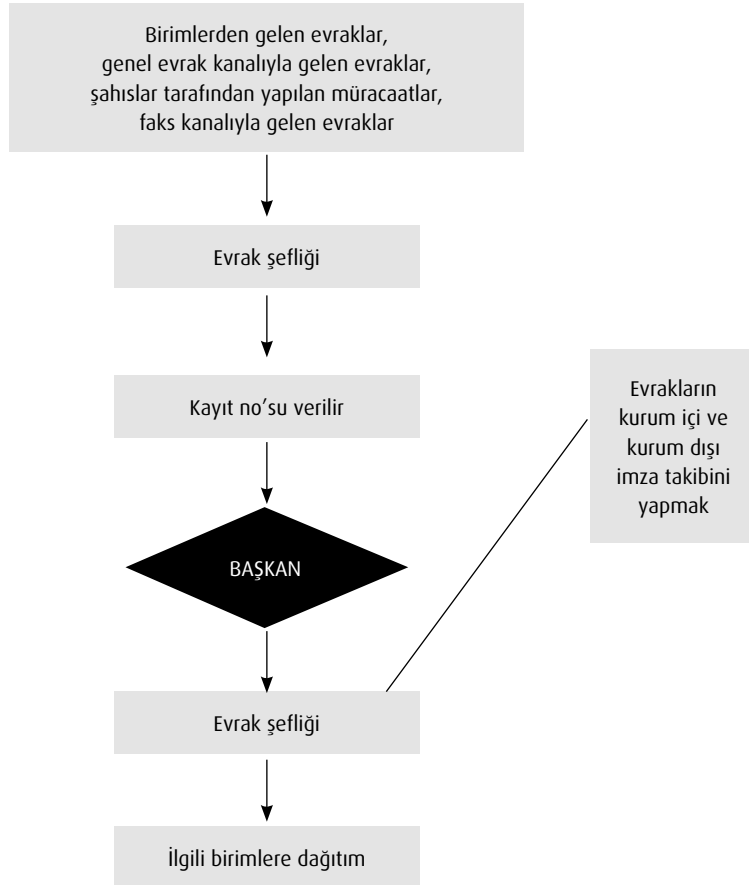 Birimlerden gelen evraklar,
genel evrak kanalıyla gelen evraklar,
şahıslar tarafından yapılan müracaatlar,
faks kanalıyla gelen evraklar
Evrak şefliği
Kayıt no’su verilir
Evrakların
kurum içi ve
kurum dışı
imza takibini
yapmak
BAŞKAN
Evrak şefliği
İlgili birimlere dağıtım